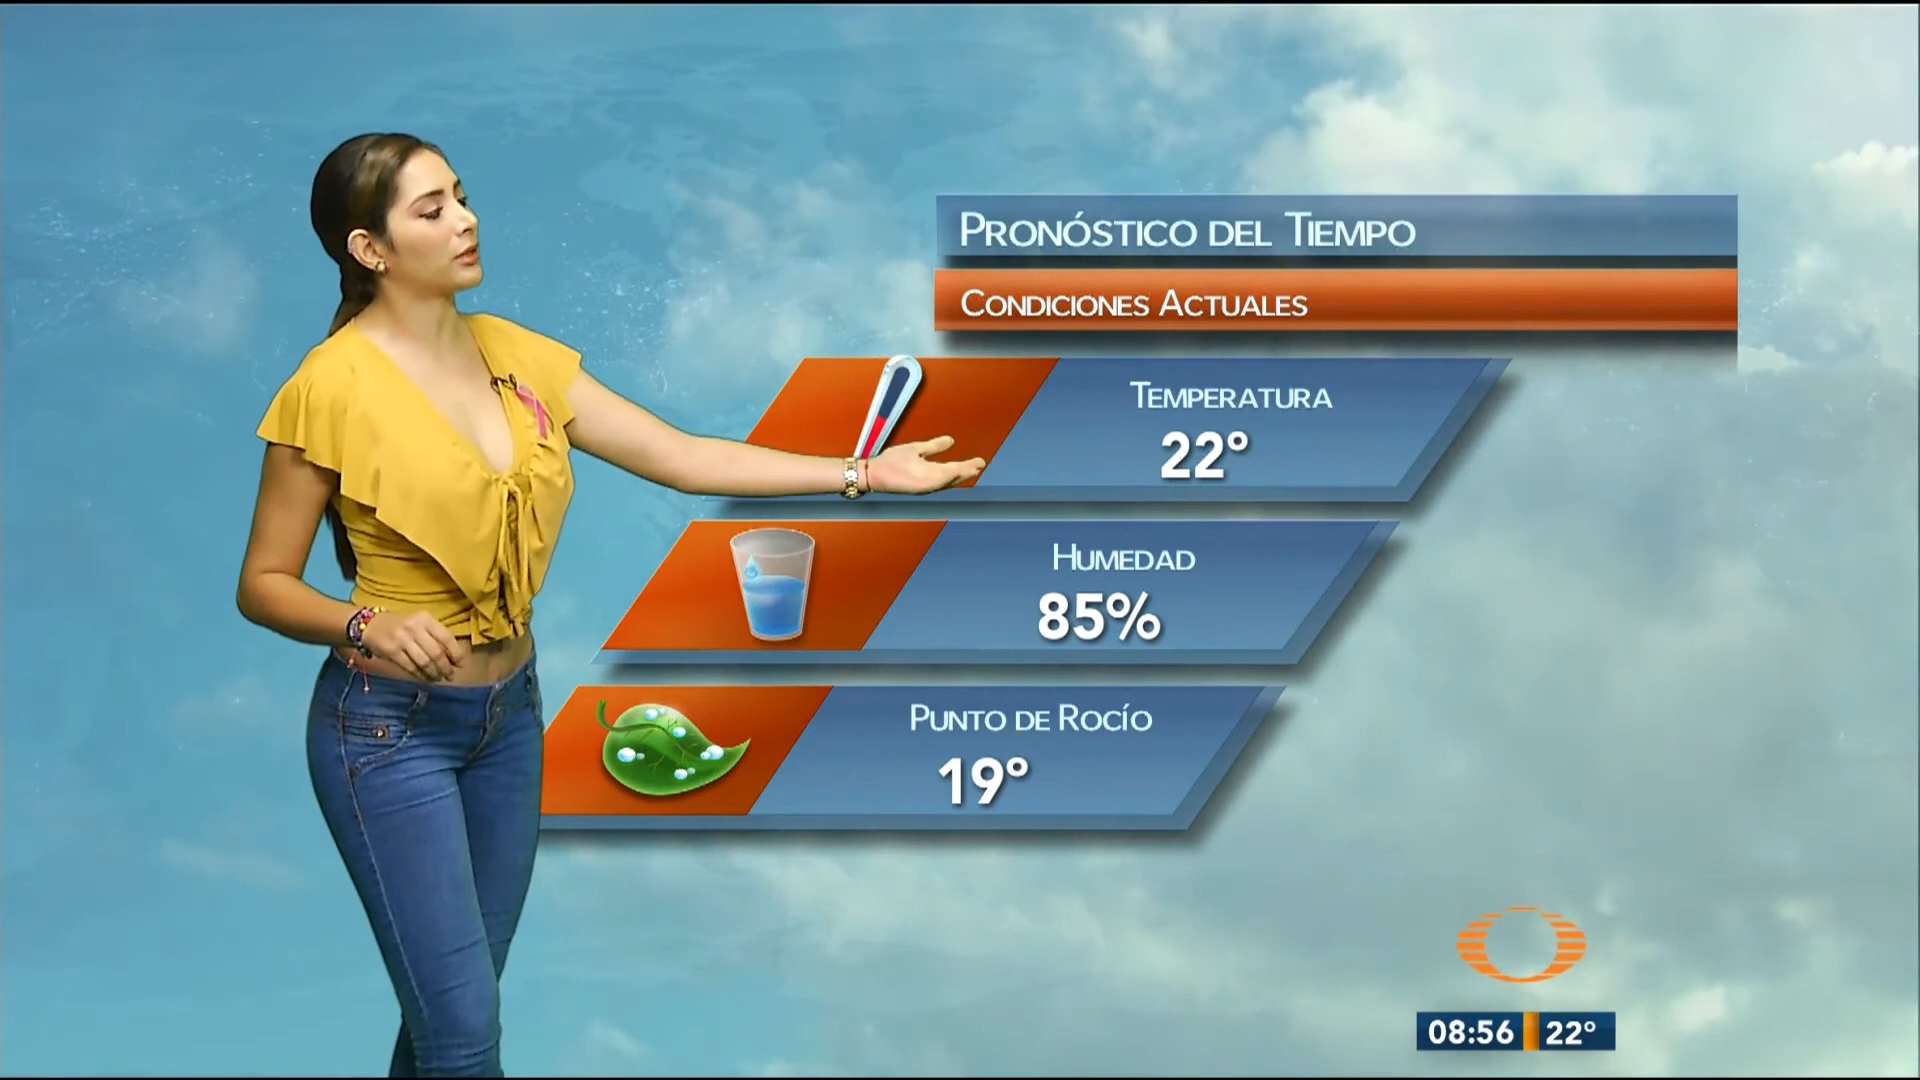 Pronóstico del Tiempo
Condiciones Actuales
Temperatura
22°
Humedad
85%
Punto de Rocío
19°
08:56 22°